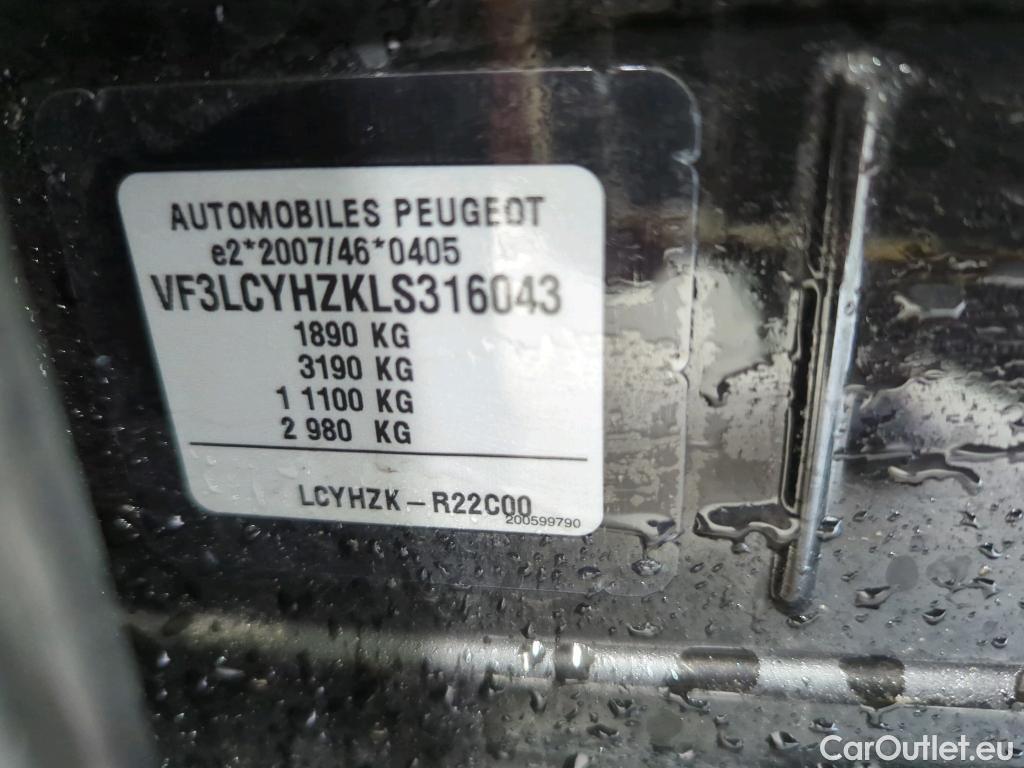 AUTOMOBILES PEUGEOT
e2*2007/46*0405
VF3LCYHZKLS316043
1890 KG
3190 KG
1 1100 KG
2 980 KG
LCYHZK - R22C00
200599790
CarOutlet.eu